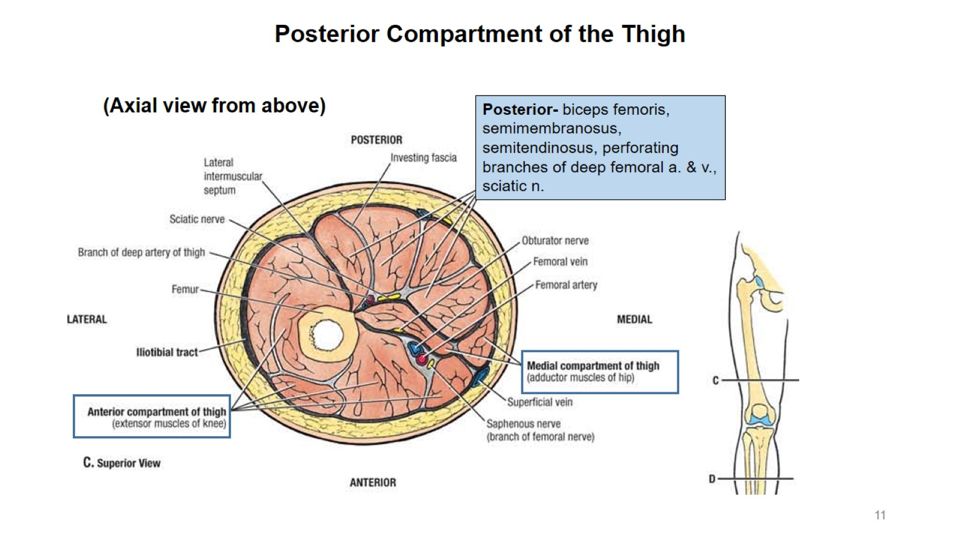 Posterior Compartment of the Thigh
(Axial view from above)
Posterior- biceps femoris,
semimembranosus,
semitendinosus, perforating
branches of deep femoral a. & v.,
sciatic n.
POSTERIOR
Investing fascia
Lateral
intermuscular
septum
Sciatic nerve
Branch of deep artery of thigh
Femur
LATERAL
Iliotibial tract
Anterior compartment of thigh
(extensor muscles of knee)
C. Superior View
ANTERIOR
Obturator nerve
Femoral vein
Femoral artery
MEDIAL
Medial compartment of thigh
(adductor muscles of hip)
Superficial vein
Saphenous nerve
(branch of femoral nerve)
C
D
11